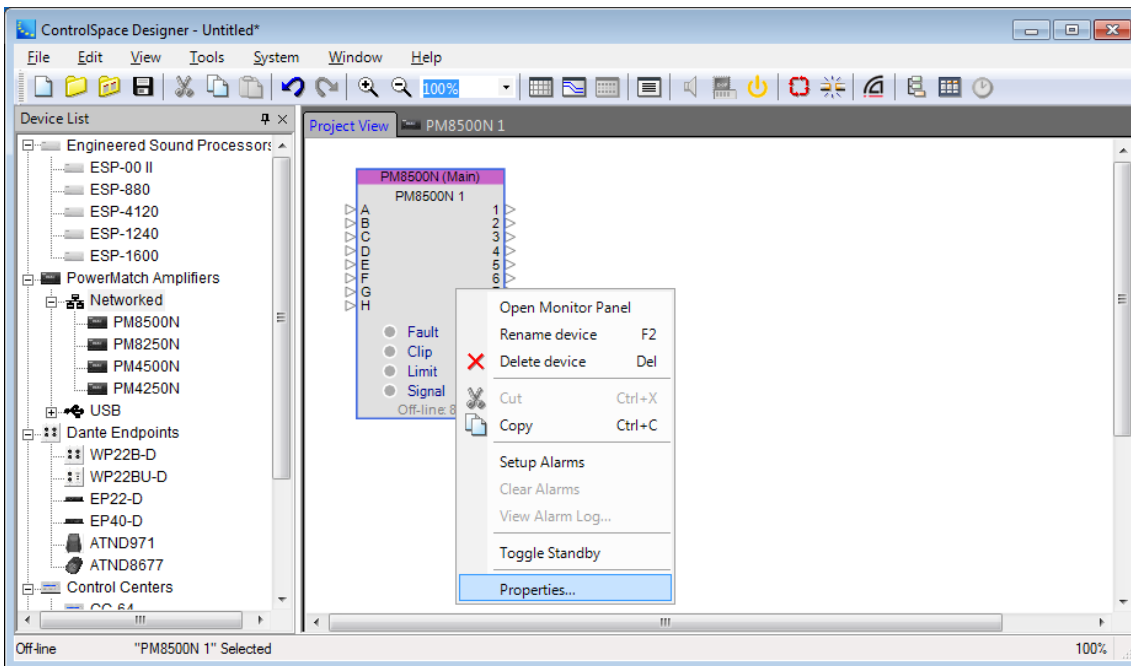 ControlSpace Designer - Untitled*
File Edit View Tools System Window Help
100%
Device List
Project View PM8500N 1
Engineered Sound Processors
ESP-00 II
ESP-880
ESP-4120
ESP-1240
ESP-1600
PowerMatch Amplifiers
Networked
PM8500N
PM8250N
PM4500N
PM4250N
USB
Dante Endpoints
WP22B-D
WP22BU-D
EP22-D
EP40-D
ATND971
ATND8677
Control Centers
CC-64
PM8500N (Main)
PM8500N 1
A 1
B 2
C 3
D 4
E 5
F 6
G
H
Fault
Clip
Limit
Signal
Off-line: 8
Open Monitor Panel
Rename device F2
Delete device Del
Cut Ctrl+X
Copy Ctrl+C
Setup Alarms
Clear Alarms
View Alarm Log...
Toggle Standby
Properties...
Off-line "PM8500N 1" Selected 100%